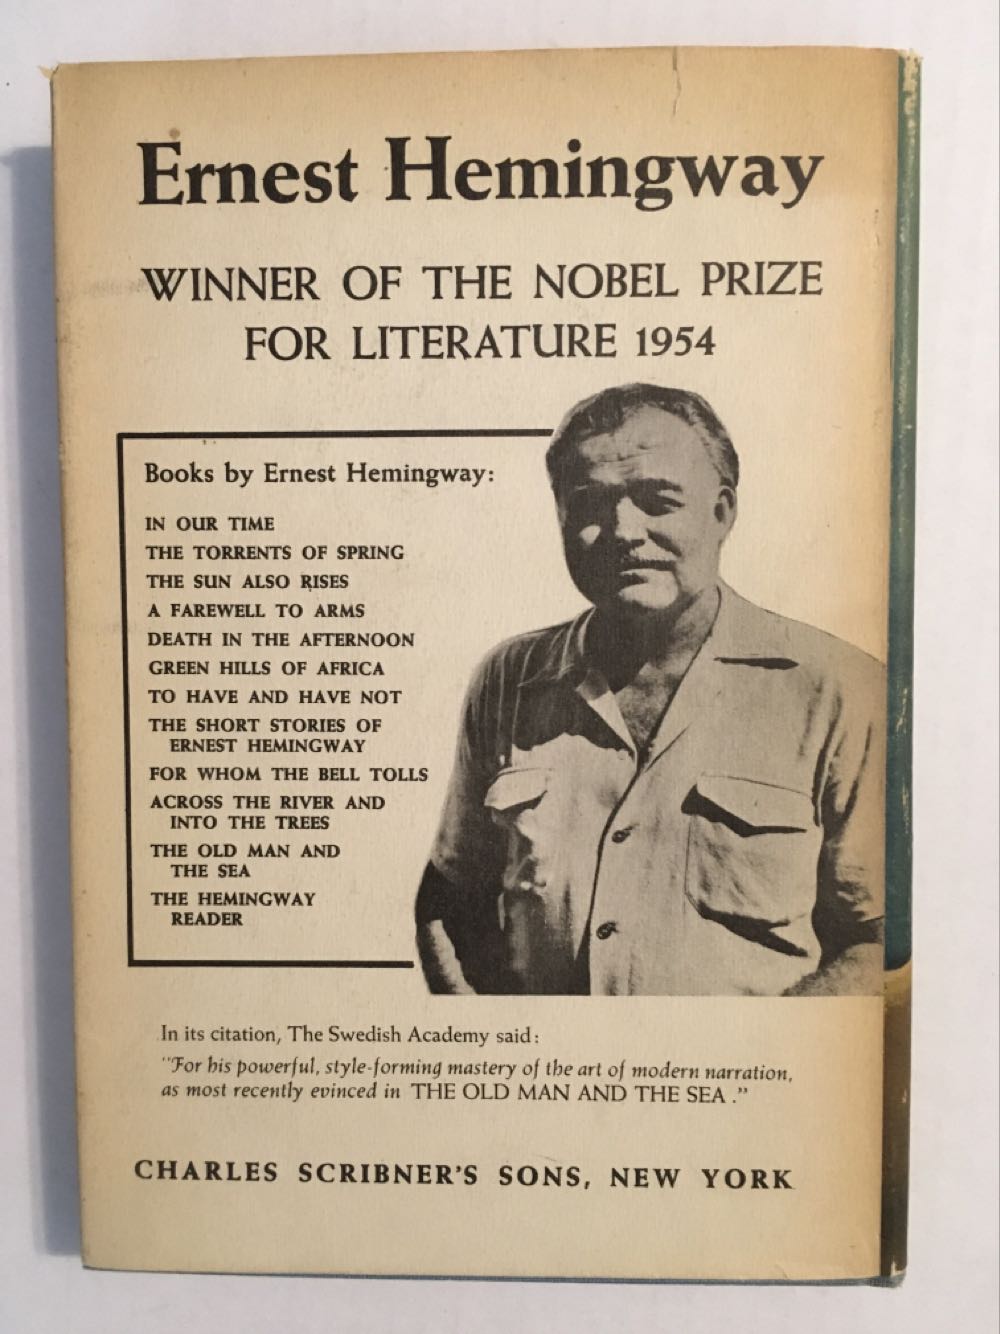 Ernest Hemingway
WINNER OF THE NOBEL PRIZE
FOR LITERATURE 1954
Books by Ernest Hemingway:
IN OUR TIME
THE TORRENTS OF SPRING
THE SUN ALSO RISES
A FAREWELL TO ARMS
DEATH IN THE AFTERNOON
GREEN HILLS OF AFRICA
TO HAVE AND HAVE NOT
THE SHORT STORIES OF
ERNEST HEMINGWAY
FOR WHOM THE BELL TOLLS
ACROSS THE RIVER AND
INTO THE TREES
THE OLD MAN AND
THE SEA
THE HEMINGWAY
READER
In its citation, The Swedish Academy said:
"For his powerful, style-forming mastery of the art of modern narration,
as most recently evinced in THE OLD MAN AND THE SEA."
CHARLES SCRIBNER'S SONS, NEW YORK